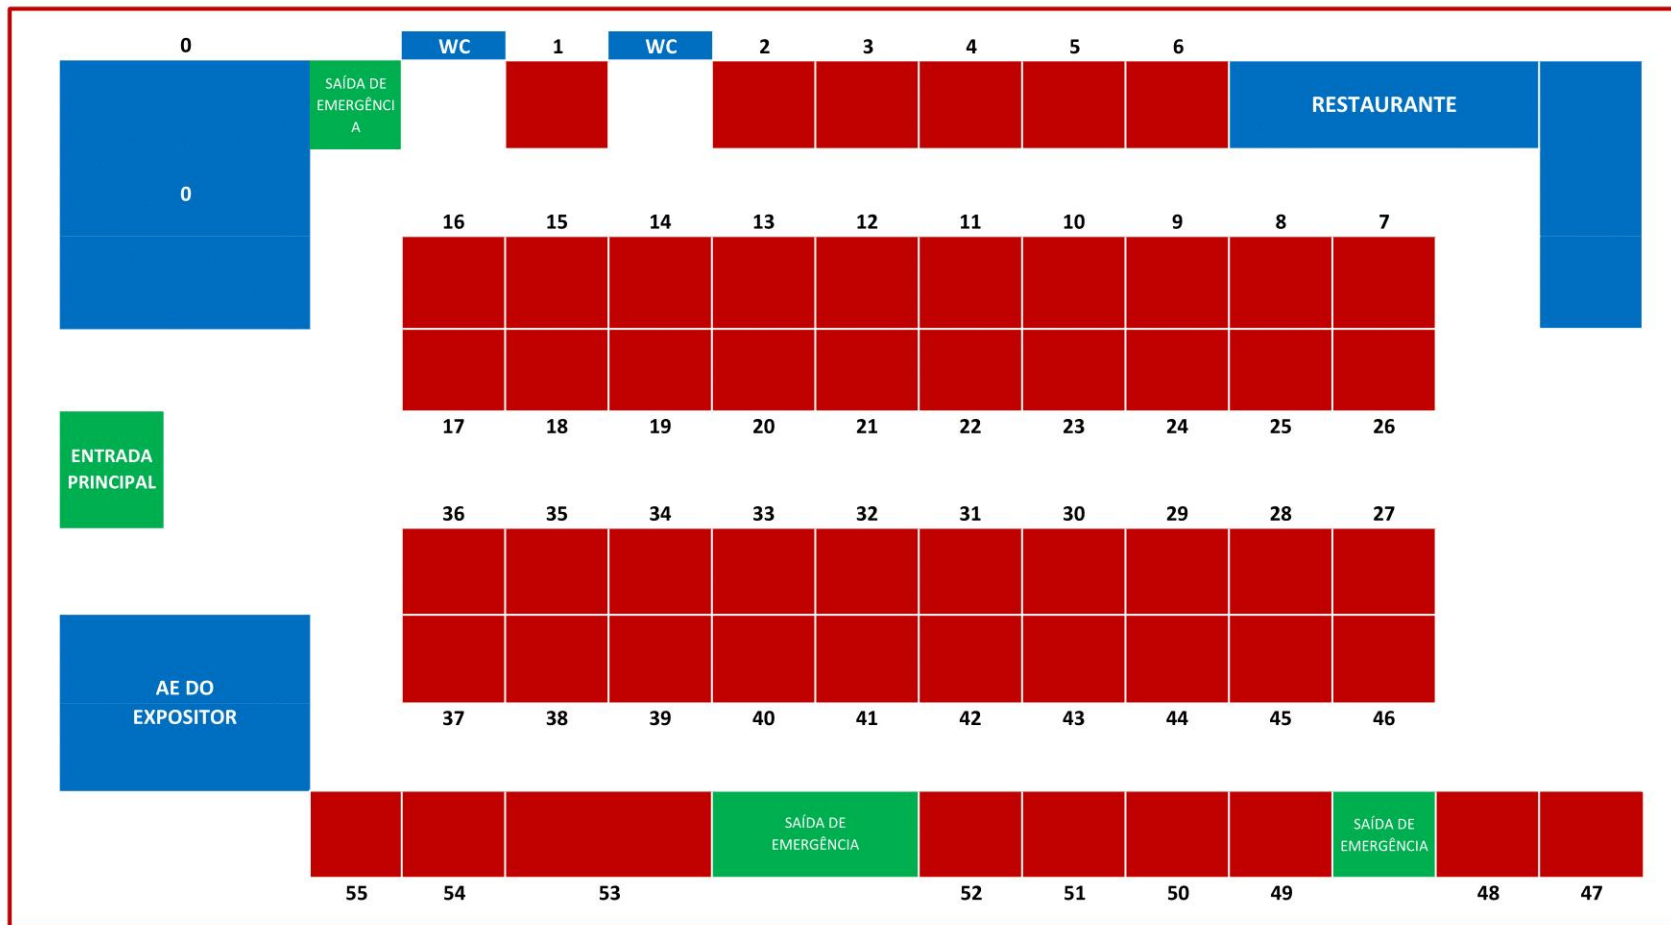 0 WC 1 WC 2 3 4 5 6
SAÍDA DE
EMERGÊNCI
A
RESTAURANTE
0
16 15 14 13 12 11 10 9 8 7
17 18 19 20 21 22 23 24 25 26
ENTRADA
PRINCIPAL
36 35 34 33 32 31 30 29 28 27
AE DO
EXPOSITOR
37 38 39 40 41 42 43 44 45 46
SAÍDA DE
EMERGÊNCIA
SAÍDA DE
EMERGÊNCIA
55 54 53 52 51 50 49 48 47